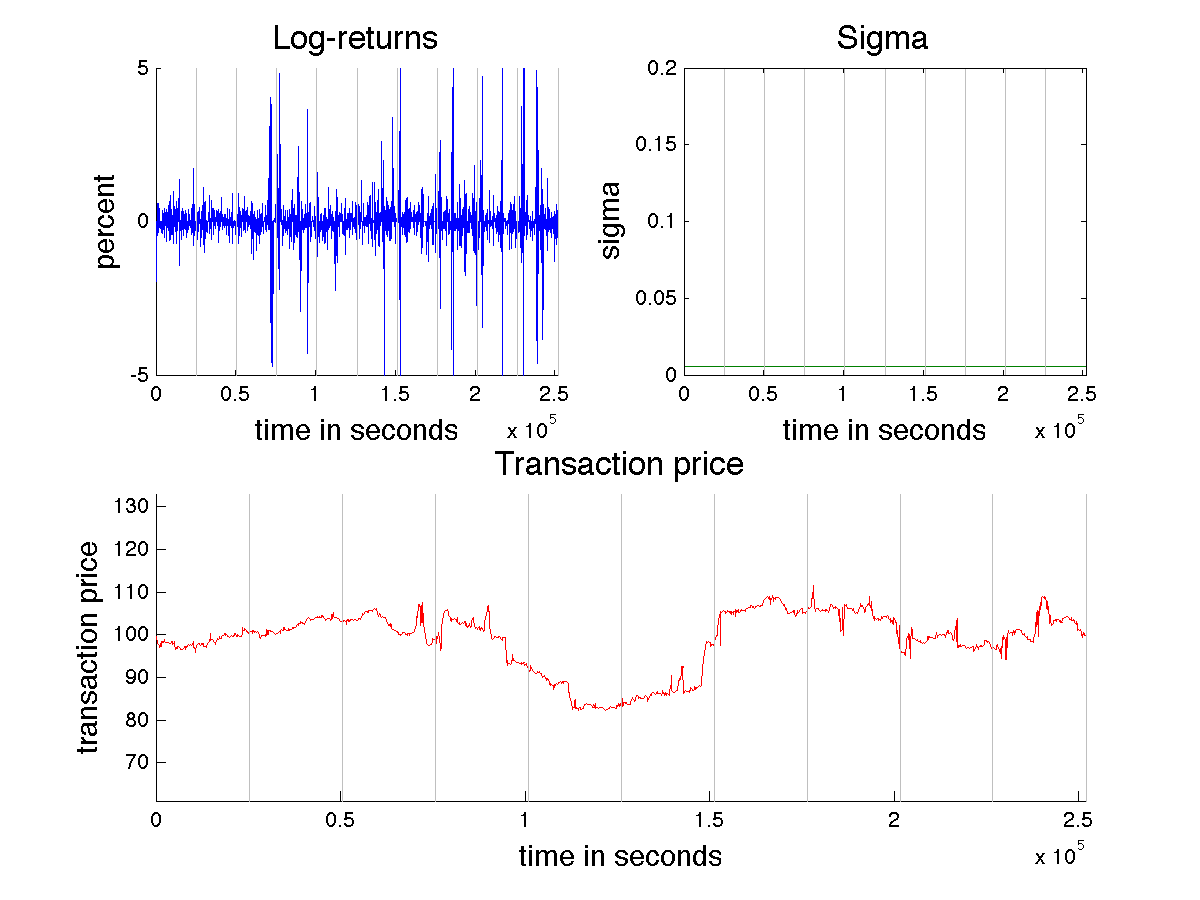 Log-returns
5
0
-5
percent
0 0.5 1 1.5 2 2.5
x 10^5
time in seconds
Sigma
0.2
0.15
0.1
0.05
0
sigma
0 0.5 1 1.5 2 2.5
x 10^5
time in seconds
Transaction price
130
120
110
100
90
80
70
transaction price
0 0.5 1 1.5 2 2.5
x 10^5
time in seconds